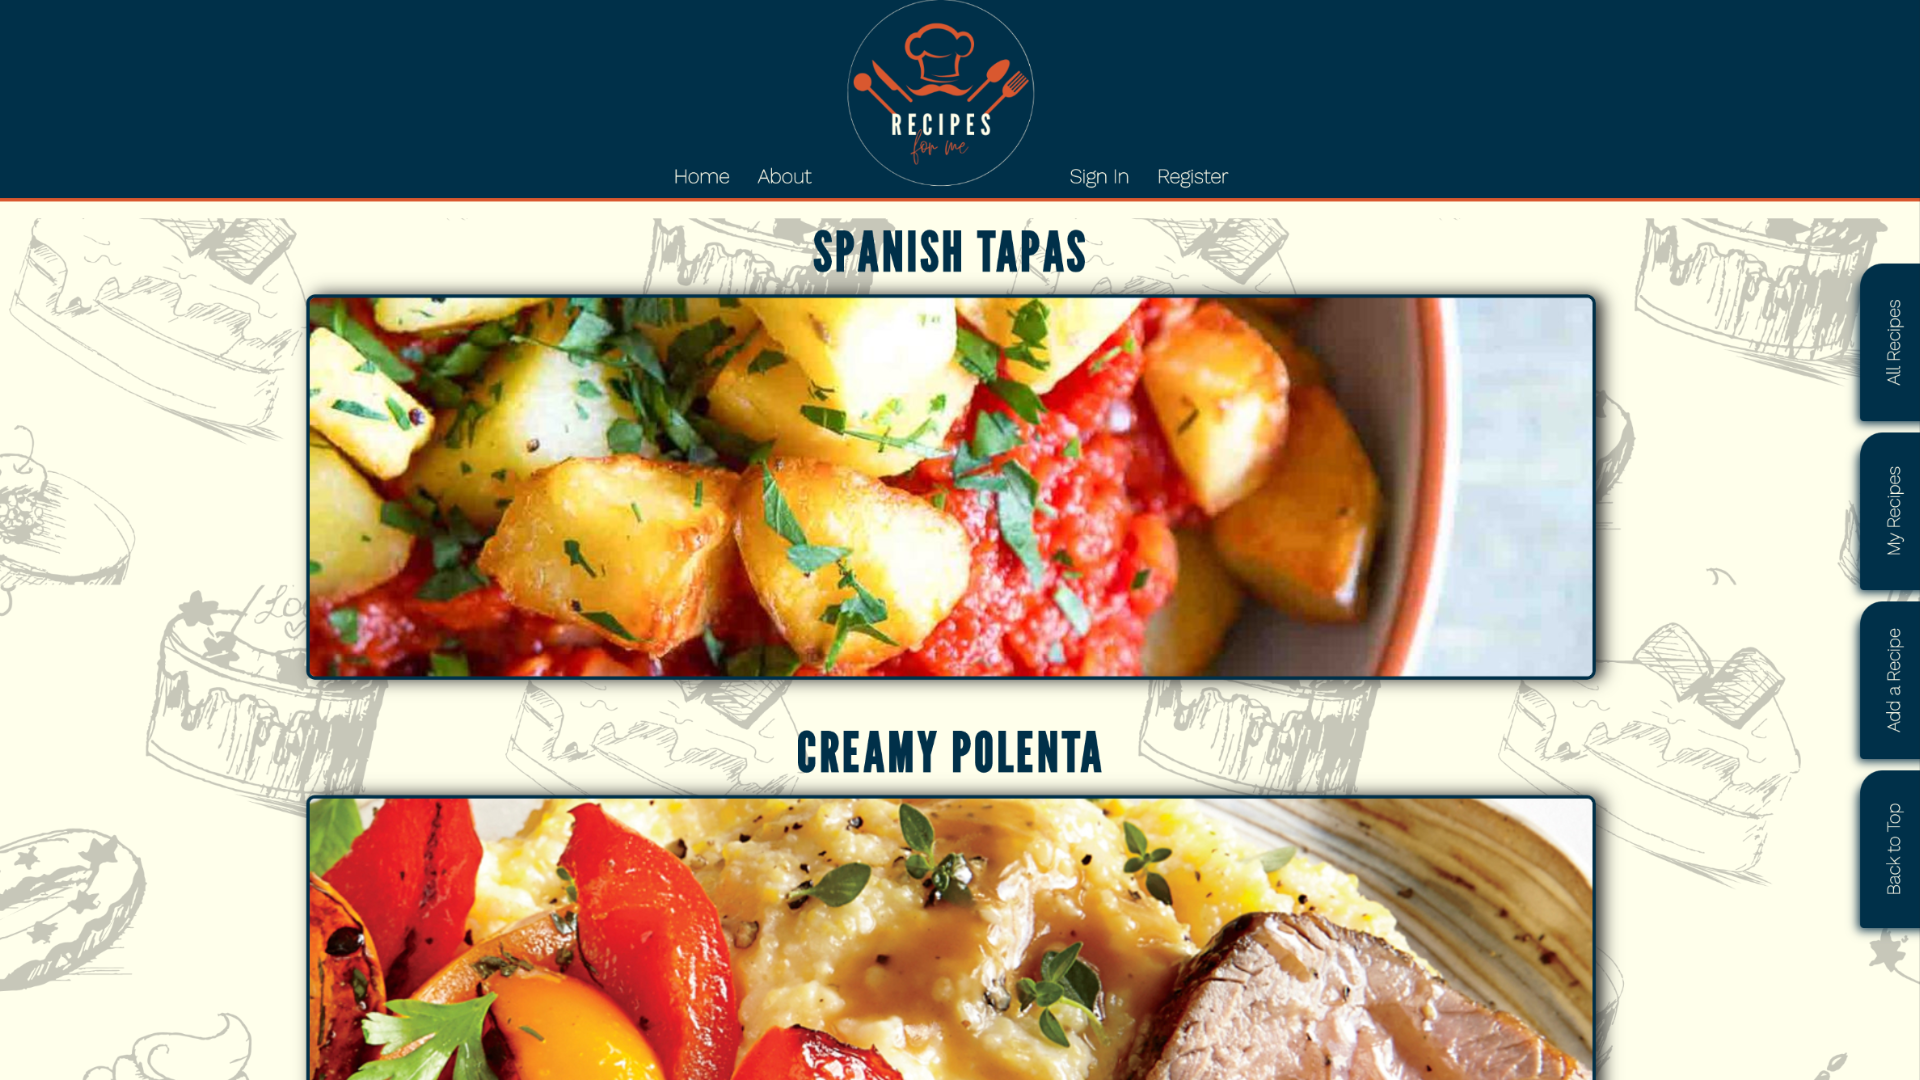 RECIPES
for me
Home About Sign In Register
SPANISH TAPAS
All Recipes
My Recipes
Add a Recipe
CREAMY POLENTA
Back to Top